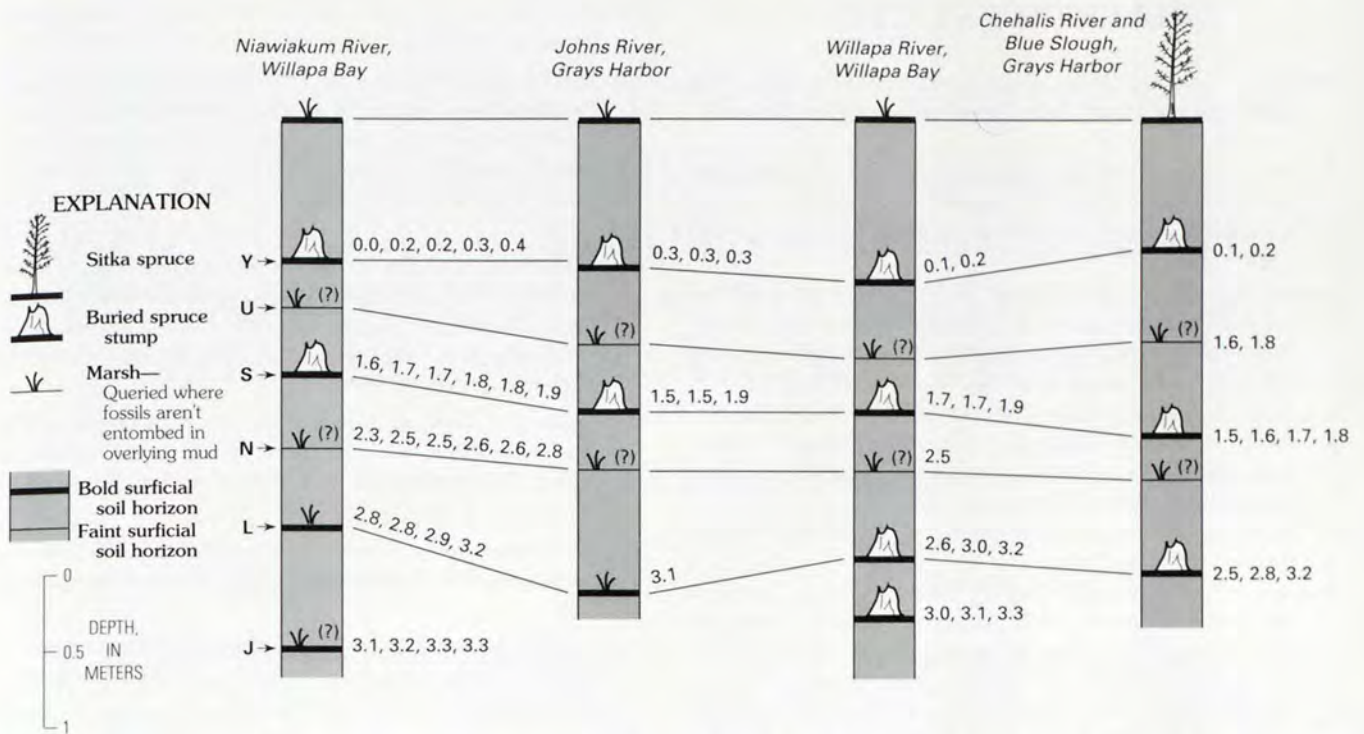 Niawiakum River,
Willapa Bay
Johns River,
Grays Harbor
Willapa River,
Willapa Bay
Chehalis River and
Blue Slough,
Grays Harbor
EXPLANATION
Sitka spruce
Buried spruce
stump
Marsh—
Queried where
fossils aren't
entombed in
overlying mud
Bold surficial
soil horizon
Faint surficial
soil horizon
0
0.5
1
DEPTH,
IN
METERS
Y
0.0, 0.2, 0.2, 0.3, 0.4
U
(?)
S
1.6, 1.7, 1.7, 1.8, 1.8, 1.9
N
(?)
2.3, 2.5, 2.5, 2.6, 2.6, 2.8
L
2.8, 2.8, 2.9, 3.2
J
(?)
3.1, 3.2, 3.3, 3.3
0.3, 0.3, 0.3
(?)
1.5, 1.5, 1.9
(?)
3.1
0.1, 0.2
(?)
1.7, 1.7, 1.9
(?)
2.5
2.6, 3.0, 3.2
3.0, 3.1, 3.3
0.1, 0.2
(?)
1.6, 1.8
1.5, 1.6, 1.7, 1.8
(?)
2.5, 2.8, 3.2